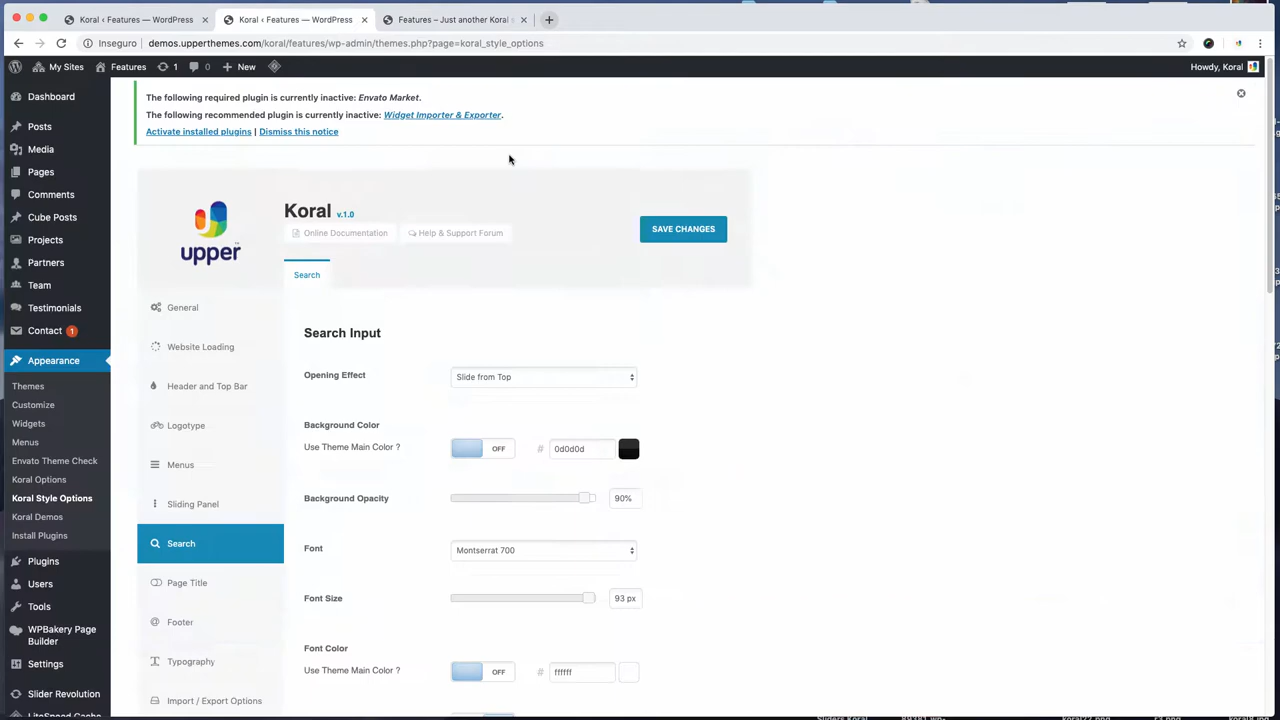 Koral ‹ Features — WordPress
Koral ‹ Features — WordPress
Features – Just another Koral s
Inseguro
demos.upperthemes.com/koral/features/wp-admin/themes.php?page=koral_style_options
My Sites
Features
1
0
New
Howdy, Koral
Dashboard
Posts
Media
Pages
Comments
Cube Posts
Projects
Partners
Team
Testimonials
Contact 1
Appearance
Themes
Customize
Widgets
Menus
Envato Theme Check
Koral Options
Koral Style Options
Koral Demos
Install Plugins
Plugins
Users
Tools
WPBakery Page
Builder
Settings
Slider Revolution
LiteSpeed Cache
The following required plugin is currently inactive: Envato Market.
The following recommended plugin is currently inactive: Widget Importer & Exporter.
Activate installed plugins | Dismiss this notice
upper
Koral v.1.0
Online Documentation
Help & Support Forum
SAVE CHANGES
Search
General
Website Loading
Header and Top Bar
Logotype
Menus
Sliding Panel
Search
Page Title
Footer
Typography
Import / Export Options
Search Input
Opening Effect
Slide from Top
Background Color
Use Theme Main Color ?
OFF
# 0d0d0d
Background Opacity
90%
Font
Montserrat 700
Font Size
93 px
Font Color
Use Theme Main Color ?
OFF
# ffffff